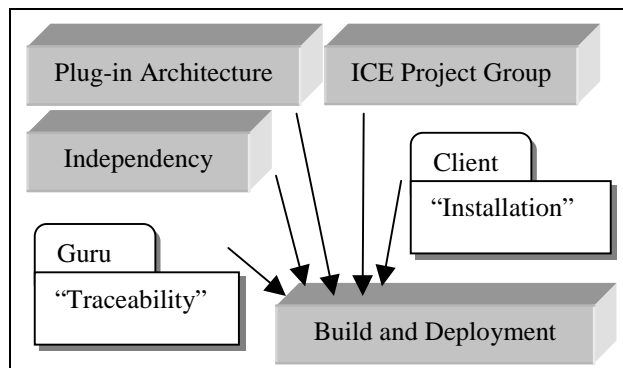 Plug-in Architecture
ICE Project Group
Independency
Client
“Installation”
Guru
“Traceability”
Build and Deployment